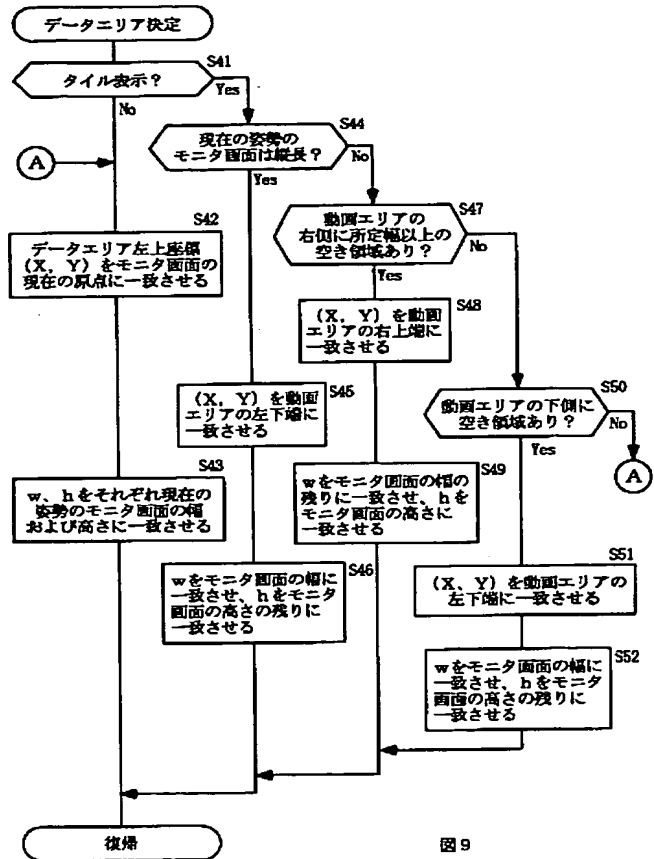 データエリア決定
S41
タイル表示？
Yes
No
S44
現在の姿勢の
モニタ画面は縦長？
No
Yes
A
S47
動画エリアの
右側に所定幅以上の
空き領域あり？
No
Yes
S42
データエリア左上座標
（X，Y）をモニタ画面の
現在の原点に一致させる
S48
（X，Y）を動画
エリアの右上端に
一致させる
S45
（X，Y）を動画
エリアの左下端に
一致させる
S50
動画エリアの下側に
空き領域あり？
No
Yes
A
S43
w、hをそれぞれ現在の
姿勢のモニタ画面の幅
および高さに一致させる
S49
wをモニタ画面の幅の
残りに一致させ、hを
モニタ画面の高さに
一致させる
S46
wをモニタ画面の幅に
一致させ、hをモニタ
画面の高さの残りに
一致させる
S51
（X、Y）を動画エリアの
左下端に一致させる
S52
wをモニタ画面の幅に
一致させ、hをモニタ
画面の高さの残りに
一致させる
復帰
図9